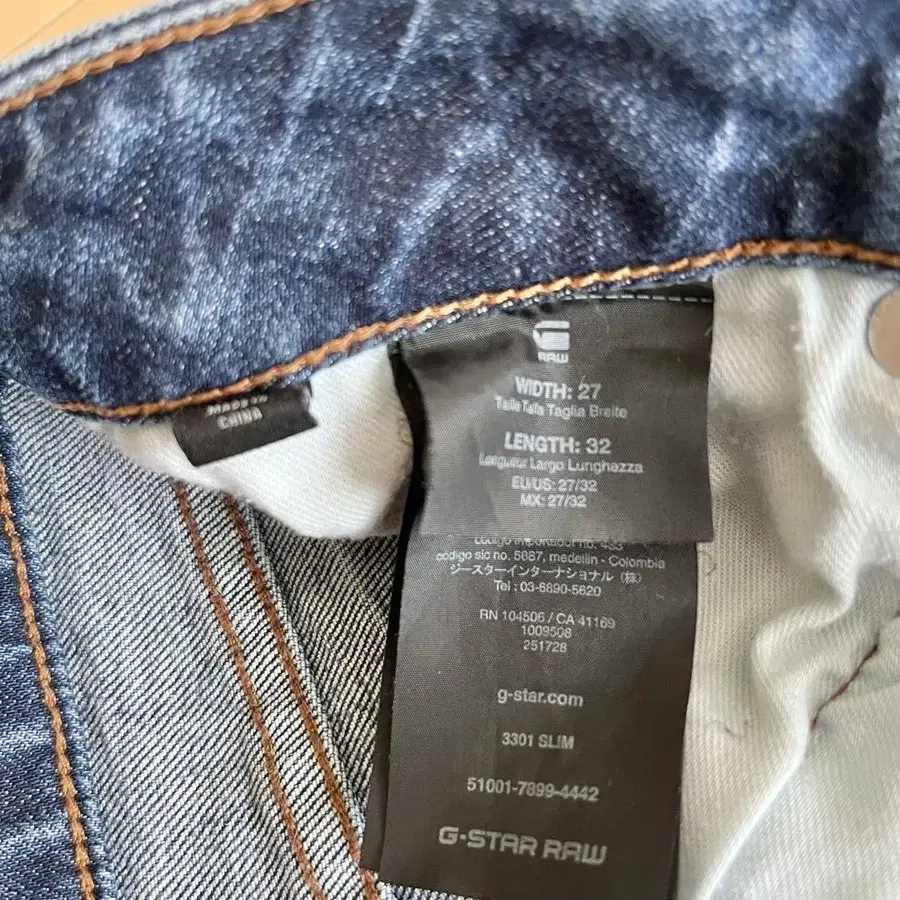 RAW
WIDTH: 27
Taille Talla Taglia Breite
LENGTH: 32
Longueur Largo Lunghezza
EU/US: 27/32
MX: 27/32
MADE IN
CHINA
codigo sic no. 5687, medellin - Colombia
ジースターインターナショナル（株）
Tel : 03-6890-5620
RN 104506 / CA 41169
1009508
251728
g-star.com
3301 SLIM
51001-7899-4442
G-STAR RAW